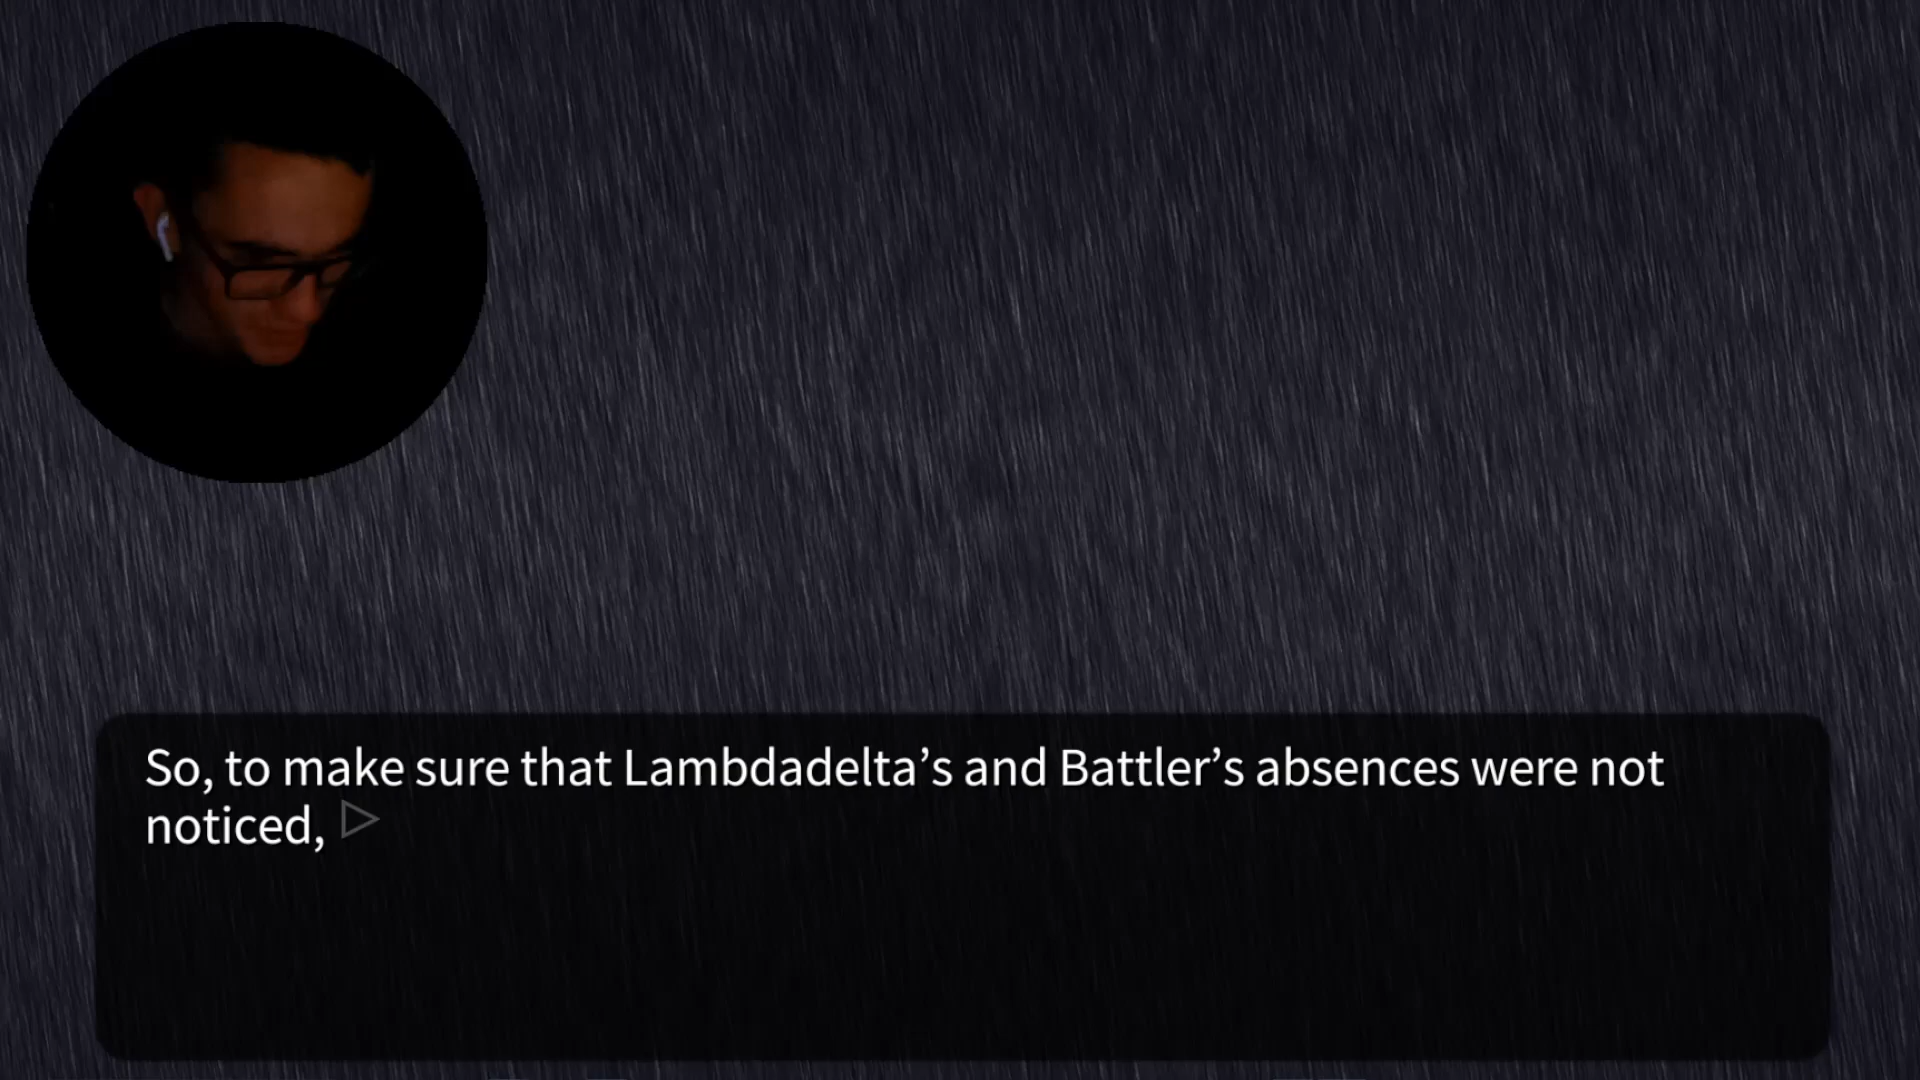 So, to make sure that Lambdadelta’s and Battler’s absences were not
noticed,